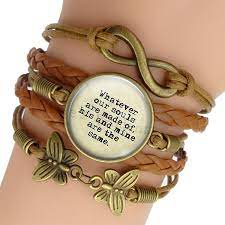 Whatever
our souls
are made of,
his and mine
are the
same.